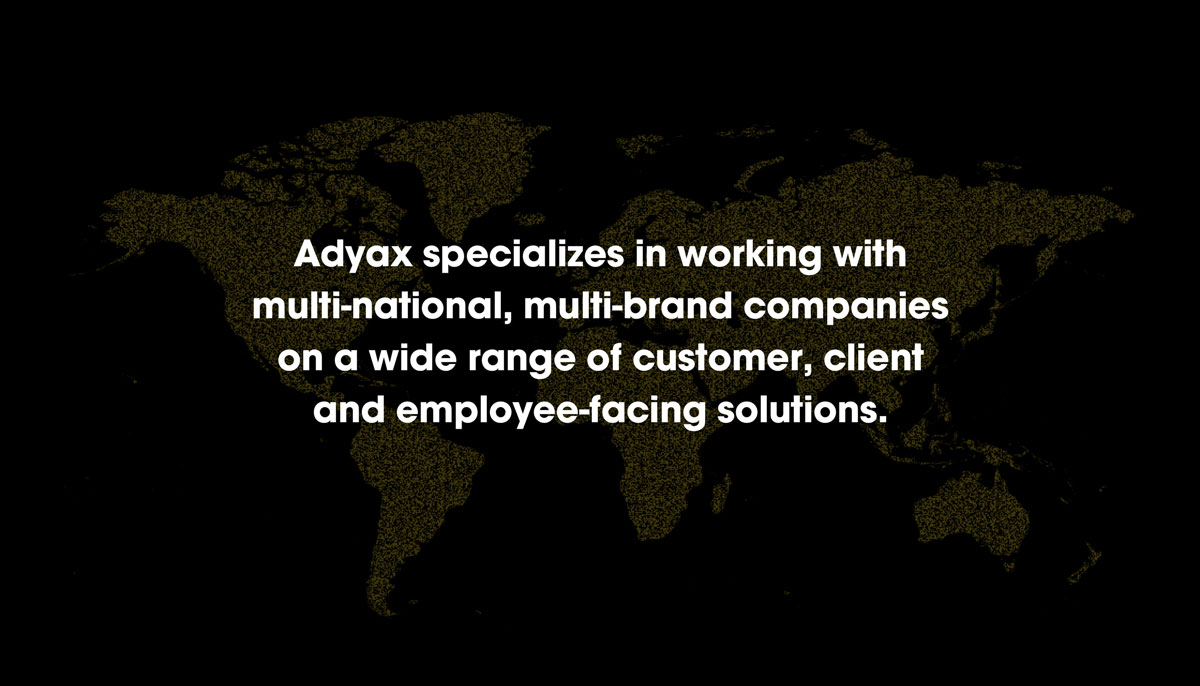 Adyax specializes in working with
multi-national, multi-brand companies
on a wide range of customer, client
and employee-facing solutions.